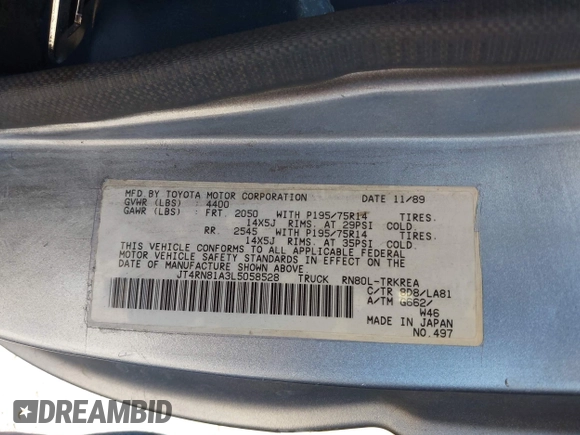 MFD BY TOYOTA MOTOR CORPORATION DATE 11/89
GVWR (LBS) 4400
GAWR (LBS) FRT. 2050 WITH P195/75R14 TIRES.
14X5J RIMS. AT 29PSI COLD.
RR. 2545 WITH P195/75R14 TIRES.
14X5J RIMS. AT 35PSI COLD.
THIS VEHICLE CONFORMS TO ALL APPLICABLE FEDERAL
MOTOR VEHICLE SAFETY STANDARDS IN EFFECT ON THE
DATE OF MANUFACTURE SHOWN ABOVE.
JT4RN81A3L5058528 TRUCK RN80L-TRKREA
C/TR 8D8/LA81
A/TM G662/
W46
MADE IN JAPAN
NO.497
DREAMBID